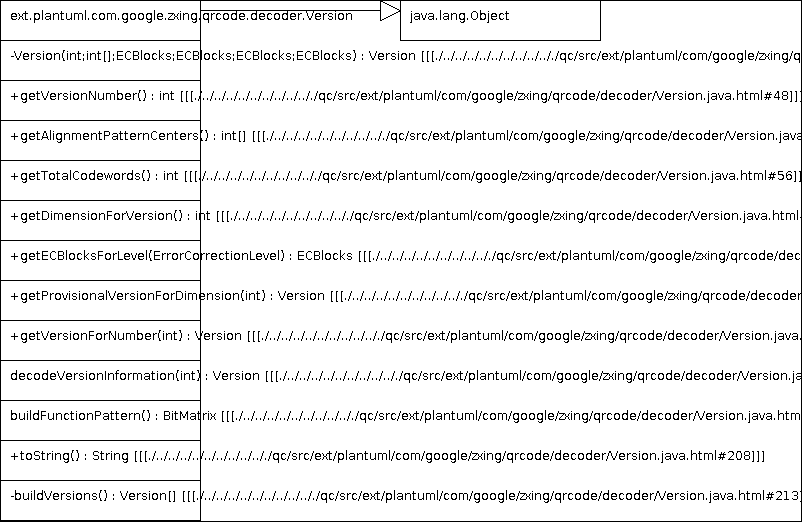 ext.plantuml.com.google.zxing.qrcode.decoder.Version
java.lang.Object
-Version(int;int[];ECBlocks;ECBlocks;ECBlocks;ECBlocks) : Version [[[./../../../../../../../../../../qc/src/ext/plantuml/com/google/zxing/q
+getVersionNumber() : int [[[./../../../../../../../../../../qc/src/ext/plantuml/com/google/zxing/qrcode/decoder/Version.java.html#48]]]
+getAlignmentPatternCenters() : int[] [[[./../../../../../../../../../../qc/src/ext/plantuml/com/google/zxing/qrcode/decoder/Version.java
+getTotalCodewords() : int [[[./../../../../../../../../../../qc/src/ext/plantuml/com/google/zxing/qrcode/decoder/Version.java.html#56]]
+getDimensionForVersion() : int [[[./../../../../../../../../../../qc/src/ext/plantuml/com/google/zxing/qrcode/decoder/Version.java.html
+getECBlocksForLevel(ErrorCorrectionLevel) : ECBlocks [[[./../../../../../../../../../../qc/src/ext/plantuml/com/google/zxing/qrcode/dec
+getProvisionalVersionForDimension(int) : Version [[[./../../../../../../../../../../qc/src/ext/plantuml/com/google/zxing/qrcode/decoder
+getVersionForNumber(int) : Version [[[./../../../../../../../../../../qc/src/ext/plantuml/com/google/zxing/qrcode/decoder/Version.java.
decodeVersionInformation(int) : Version [[[./../../../../../../../../../../qc/src/ext/plantuml/com/google/zxing/qrcode/decoder/Version.ja
buildFunctionPattern() : BitMatrix [[[./../../../../../../../../../../qc/src/ext/plantuml/com/google/zxing/qrcode/decoder/Version.java.htm
+toString() : String [[[./../../../../../../../../../../qc/src/ext/plantuml/com/google/zxing/qrcode/decoder/Version.java.html#208]]]
-buildVersions() : Version[] [[[./../../../../../../../../../../qc/src/ext/plantuml/com/google/zxing/qrcode/decoder/Version.java.html#213]